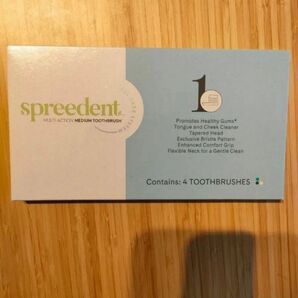 spreedent
MULTI-ACTION MEDIUM TOOTHBRUSH
1
Promotes Healthy Gums*
Tongue and Cheek Cleaner
Tapered Head
Exclusive Bristle Pattern
Enhanced Comfort Grip
Flexible Neck for a Gentle Clean
Contains: 4 TOOTHBRUSHES